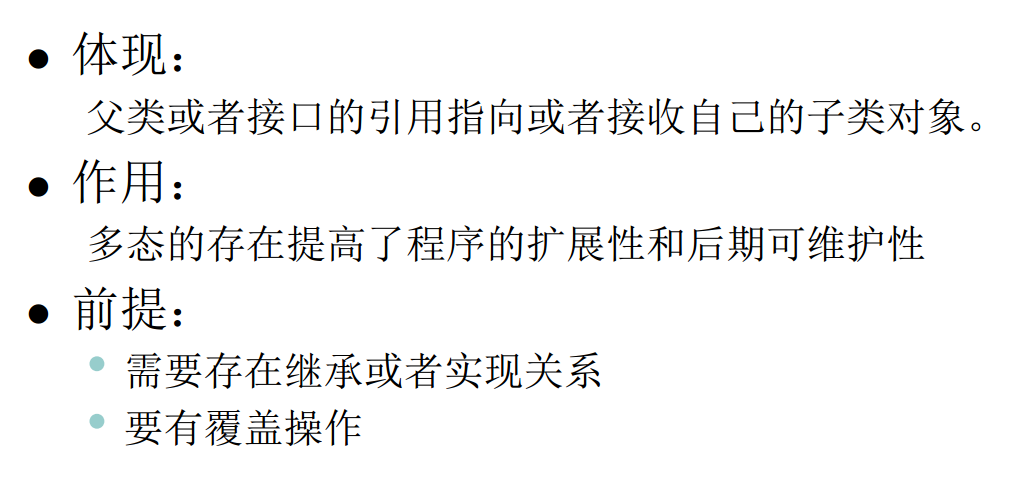 ● 体现：
父类或者接口的引用指向或者接收自己的子类对象。
● 作用：
多态的存在提高了程序的扩展性和后期可维护性
● 前提：
● 需要存在继承或者实现关系
● 要有覆盖操作